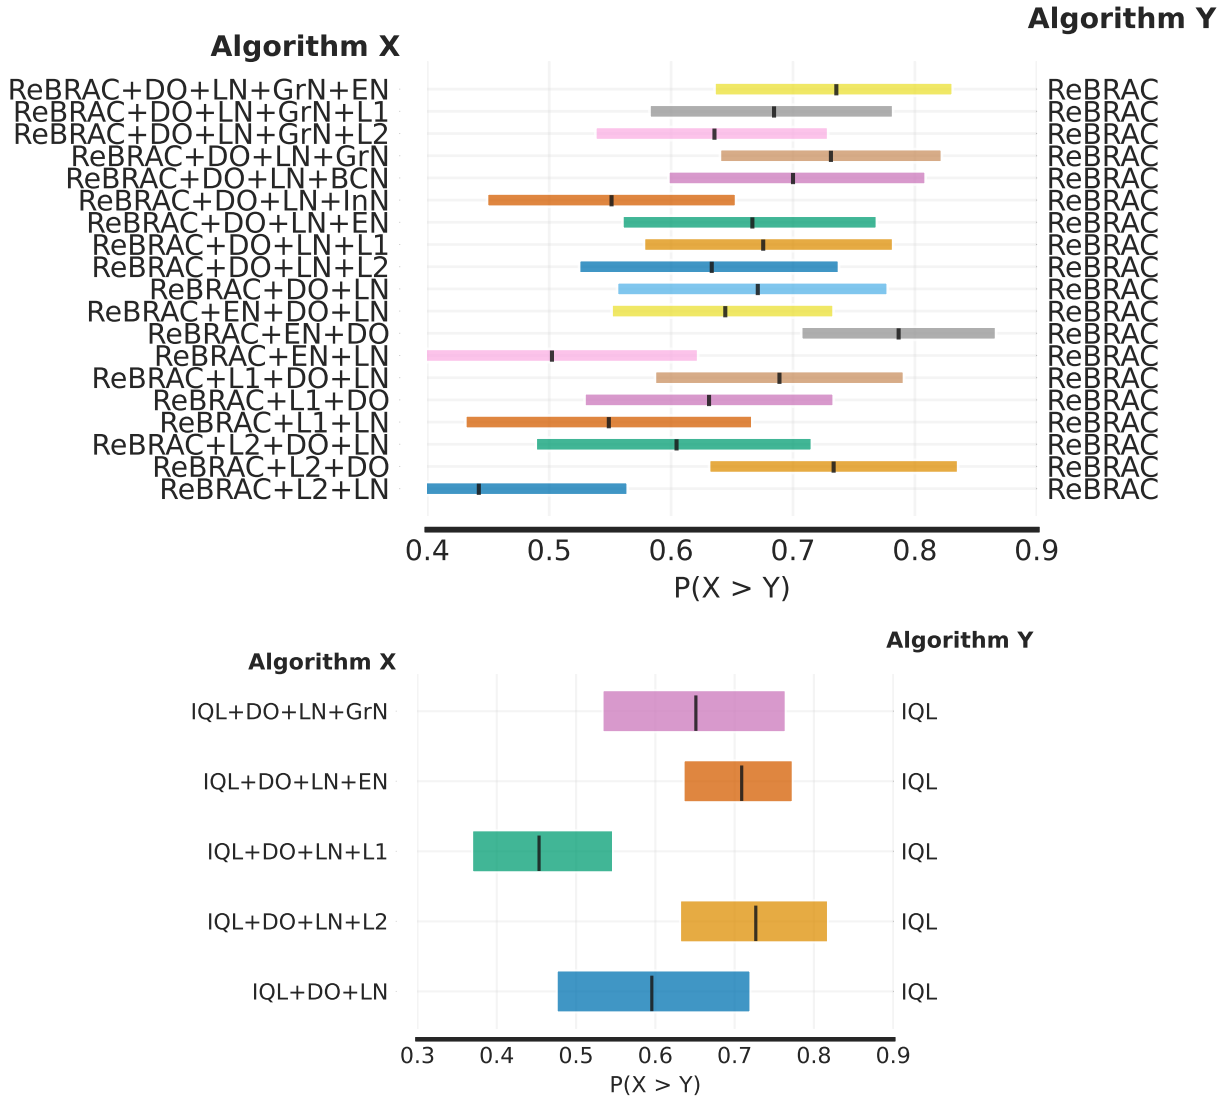 Algorithm X
Algorithm Y
ReBRAC+DO+LN+GrN+EN ReBRAC
ReBRAC+DO+LN+GrN+L1 ReBRAC
ReBRAC+DO+LN+GrN+L2 ReBRAC
ReBRAC+DO+LN+GrN ReBRAC
ReBRAC+DO+LN+BCN ReBRAC
ReBRAC+DO+LN+InN ReBRAC
ReBRAC+DO+LN+EN ReBRAC
ReBRAC+DO+LN+L1 ReBRAC
ReBRAC+DO+LN+L2 ReBRAC
ReBRAC+DO+LN ReBRAC
ReBRAC+EN+DO+LN ReBRAC
ReBRAC+EN+DO ReBRAC
ReBRAC+EN+LN ReBRAC
ReBRAC+L1+DO+LN ReBRAC
ReBRAC+L1+DO ReBRAC
ReBRAC+L1+LN ReBRAC
ReBRAC+L2+DO+LN ReBRAC
ReBRAC+L2+DO ReBRAC
ReBRAC+L2+LN ReBRAC
0.4 0.5 0.6 0.7 0.8 0.9
P(X > Y)
Algorithm X
Algorithm Y
IQL+DO+LN+GrN IQL
IQL+DO+LN+EN IQL
IQL+DO+LN+L1 IQL
IQL+DO+LN+L2 IQL
IQL+DO+LN IQL
0.3 0.4 0.5 0.6 0.7 0.8 0.9
P(X > Y)